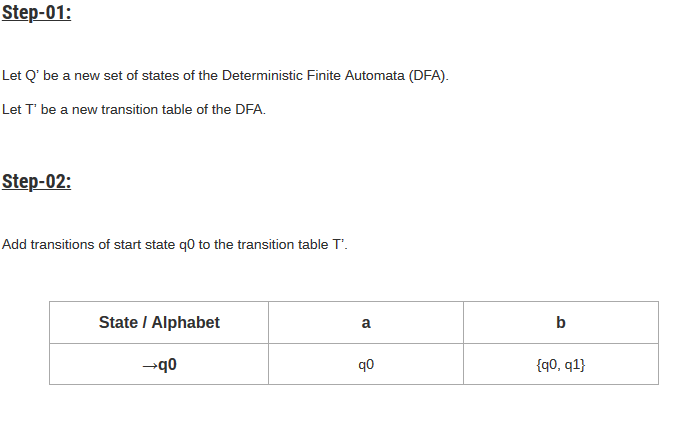 Step-01:
Let Q' be a new set of states of the Deterministic Finite Automata (DFA).
Let T' be a new transition table of the DFA.
Step-02:
Add transitions of start state q0 to the transition table T'.
State / Alphabet a b
→q0 q0 {q0, q1}